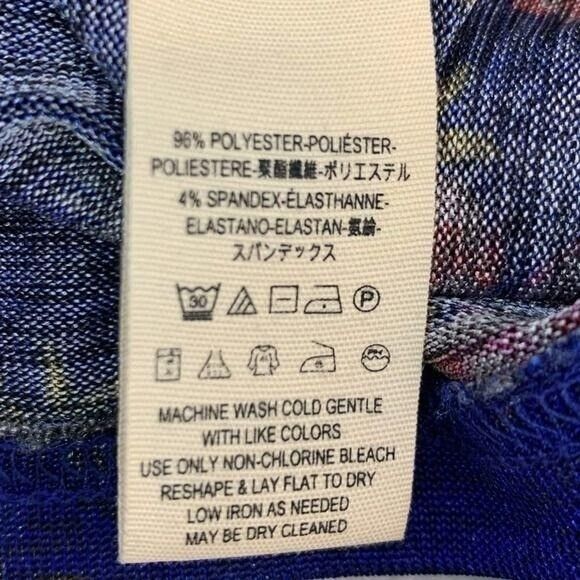 96% POLYESTER-POLIÉSTER-
POLIESTERE-聚酯纖維-ポリエステル
4% SPANDEX-ÉLASTHANNE-
ELASTANO-ELASTAN-氨綸-
スパンデックス
30 P
MACHINE WASH COLD GENTLE
WITH LIKE COLORS
USE ONLY NON-CHLORINE BLEACH
RESHAPE & LAY FLAT TO DRY
LOW IRON AS NEEDED
MAY BE DRY CLEANED